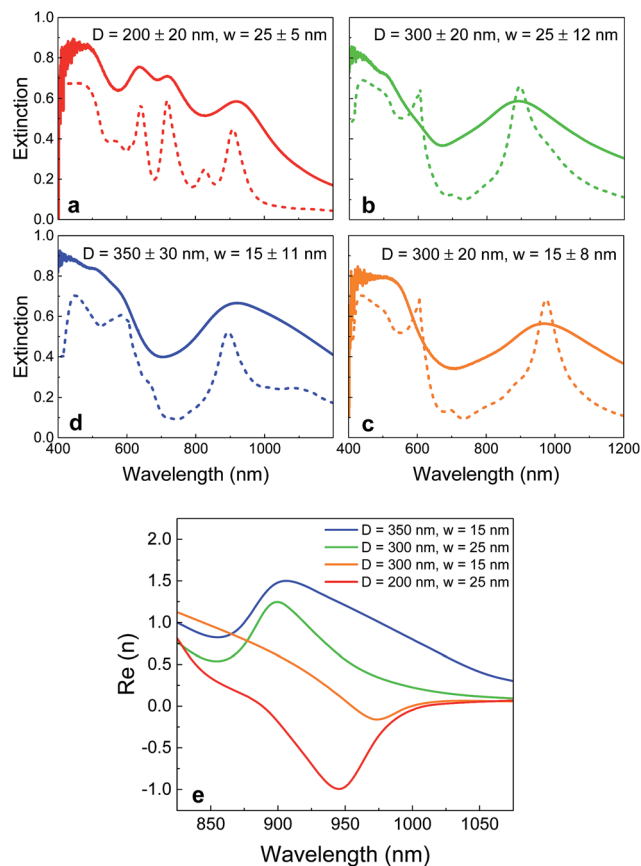 D = 200 ± 20 nm, w = 25 ± 5 nm
D = 300 ± 20 nm, w = 25 ± 12 nm
1.0
0.8
0.6
0.4
0.2
0.0
Extinction
a
b
D = 350 ± 30 nm, w = 15 ± 11 nm
D = 300 ± 20 nm, w = 15 ± 8 nm
1.0
0.8
0.6
0.4
0.2
0.0
Extinction
d
c
400 600 800 1000
400 600 800 1000 1200
Wavelength (nm)
Wavelength (nm)
D = 350 nm, w = 15 nm
D = 300 nm, w = 25 nm
D = 300 nm, w = 15 nm
D = 200 nm, w = 25 nm
2.0
1.5
1.0
0.5
0.0
-0.5
-1.0
Re (n)
e
850 900 950 1000 1050
Wavelength (nm)